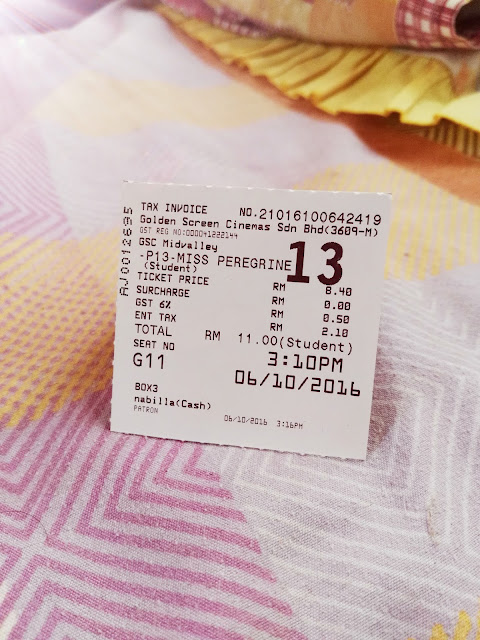 TAX INVOICE NO.21016100642419
Golden Screen Cinemas Sdn Bhd(3609-M)
GST REG NO:000041222144
GSC Midvalley
-P13-MISS PEREGRINE 13
(Student)
TICKET PRICE RM 8.40
SURCHARGE RM 0.00
GST 6% RM 0.50
ENT TAX RM 2.10
TOTAL RM 11.00(Student)
SEAT NO 3:10PM
G11 06/10/2016
BOX3
nabilla(Cash)
PATRON 06/10/2016 3:16PM
AJ0012695